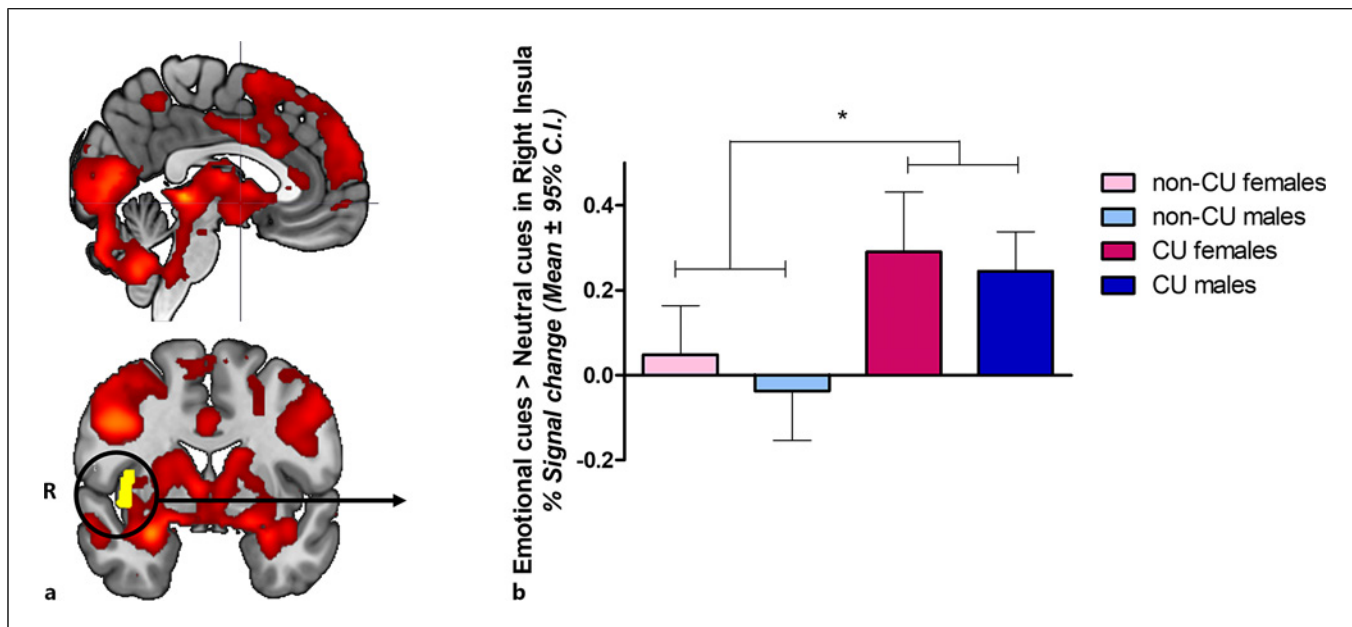 R
a
b
Emotional cues > Neutral cues in Right Insula
% Signal change (Mean ± 95% C.I.)
0.4
0.2
0.0
-0.2
*
non-CU females
non-CU males
CU females
CU males